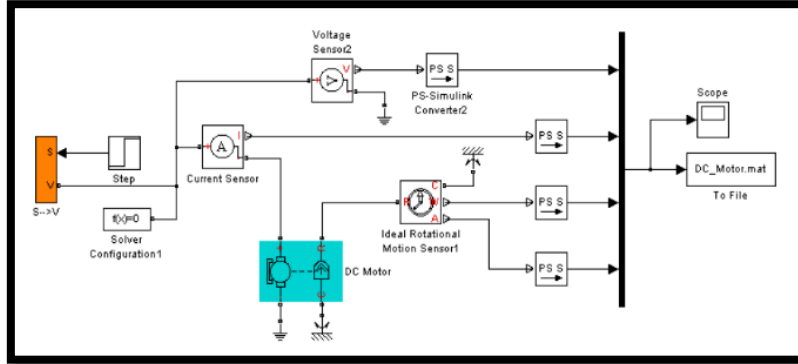 Voltage
Sensor2
V
PS S
PS-Simulink
Converter2
Scope
S
V
S-->V
Step
A
I
Current Sensor
PS S
DC_Motor.mat
To File
f(x)=0
Solver
Configuration1
R
C
W
A
Ideal Rotational
Motion Sensor1
PS S
DC Motor
PS S